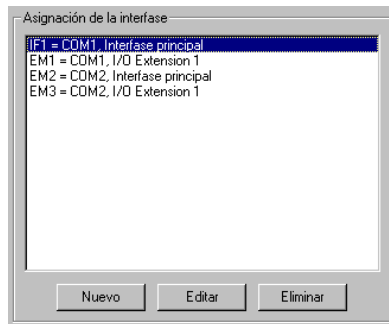 Asignación de la interfase
IF1 = COM1, Interfase principal
EM1 = COM1, I/O Extension 1
EM2 = COM2, Interfase principal
EM3 = COM2, I/O Extension 1
Nuevo Editar Eliminar